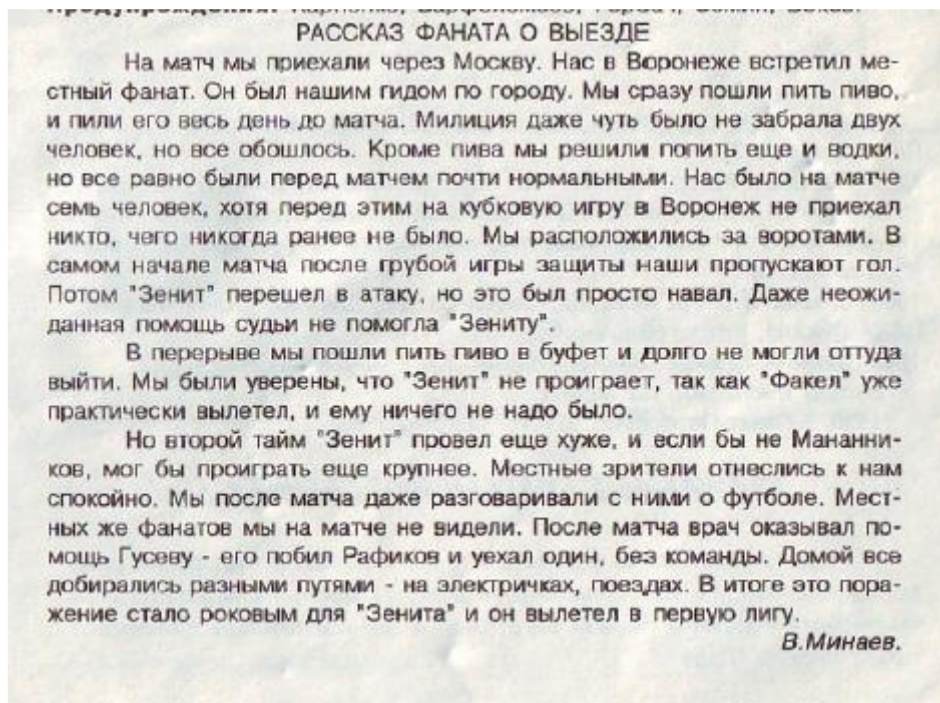 РАССКАЗ ФАНАТА О ВЫЕЗДЕ
На матч мы приехали через Москву. Нас в Воронеже встретил ме-
стный фанат. Он был нашим гидом по городу. Мы сразу пошли пить пиво,
и пили его весь день до матча. Милиция даже чуть было не забрала двух
человек, но все обошлось. Кроме пива мы решили попить еще и водки,
но все равно были перед матчем почти нормальными. Нас было на матче
семь человек, хотя перед этим на кубковую игру в Воронеж не приехал
никто, чего никогда ранее не было. Мы расположились за воротами. В
самом начале матча после грубой игры защиты наши пропускают гол.
Потом "Зенит" перешел в атаку, но это был просто навал. Даже неожи-
данная помощь судьи не помогла "Зениту".
В перерыве мы пошли пить пиво в буфет и долго не могли оттуда
выйти. Мы были уверены, что "Зенит" не проиграет, так как "Факел" уже
практически вылетел, и ему ничего не надо было.
Но второй тайм "Зенит" провел еще хуже, и если бы не Мананни-
ков, мог бы проиграть еще крупнее. Местные зрители отнеслись к нам
спокойно. Мы после матча даже разговаривали с ними о футболе. Мест-
ных же фанатов мы на матче не видели. После матча врач оказывал по-
мощь Гусеву - его побил Рафиков и уехал один, без команды. Домой все
добирались разными путями - на электричках, поездах. В итоге это пора-
жение стало роковым для "Зенита" и он вылетел в первую лигу.
В.Минаев.